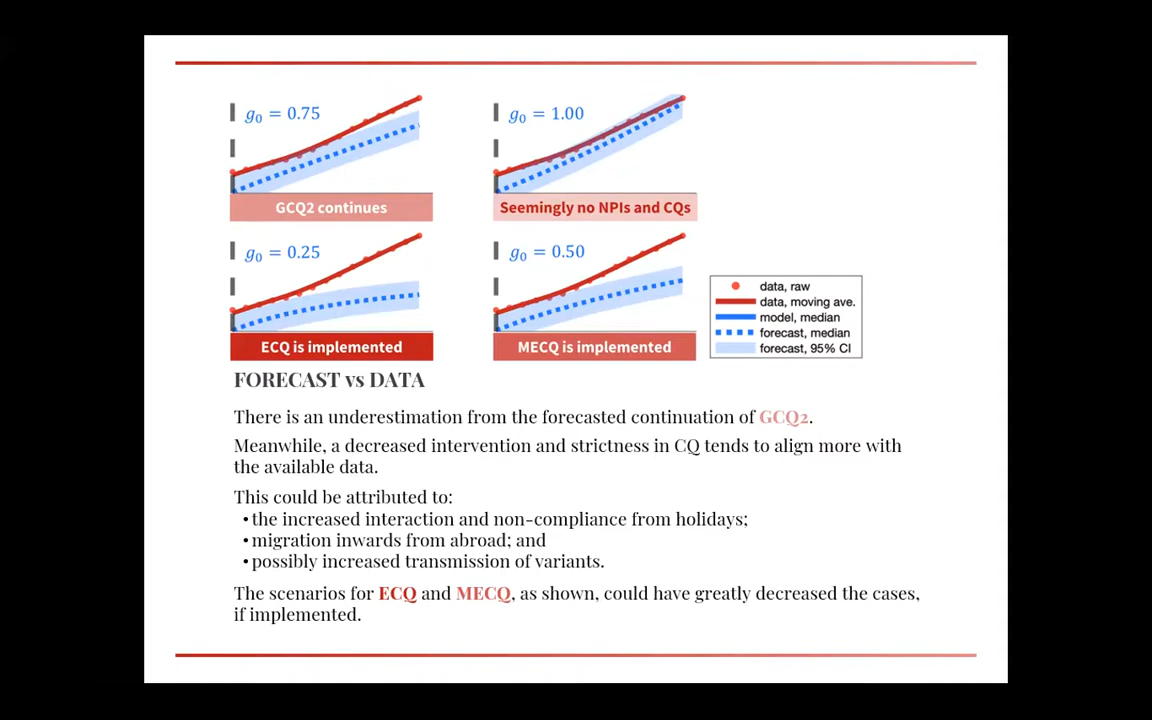 g₀ = 0.75
g₀ = 1.00
GCQ2 continues
Seemingly no NPIs and CQs
g₀ = 0.25
g₀ = 0.50
data, raw
data, moving ave.
model, median
forecast, median
forecast, 95% CI
ECQ is implemented
MECQ is implemented
FORECAST vs DATA
There is an underestimation from the forecasted continuation of GCQ2.
Meanwhile, a decreased intervention and strictness in CQ tends to align more with
the available data.
This could be attributed to:
• the increased interaction and non-compliance from holidays;
• migration inwards from abroad; and
• possibly increased transmission of variants.
The scenarios for ECQ and MECQ, as shown, could have greatly decreased the cases,
if implemented.